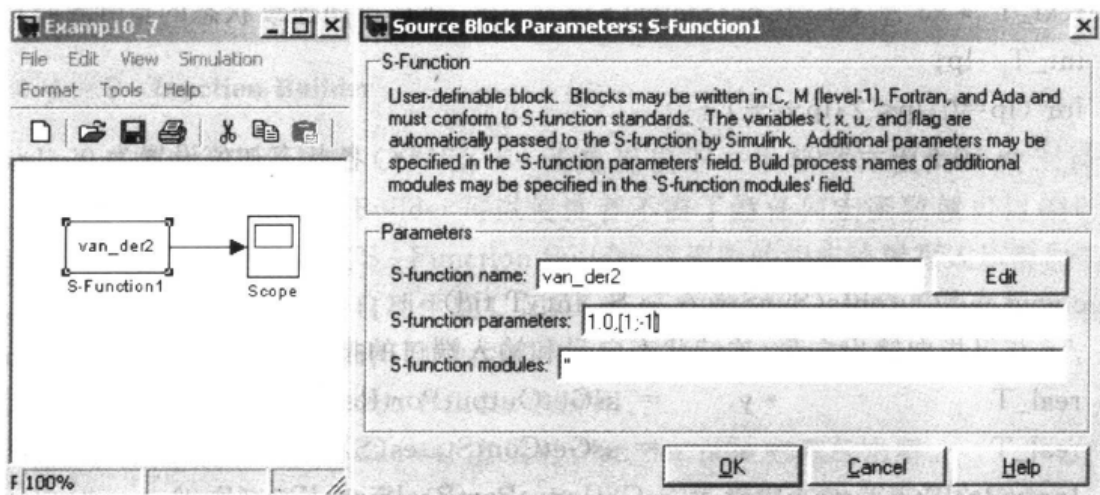 Examp10_7
File Edit View Simulation
Format Tools Help
van_der2
S-Function1
Scope
100%
Source Block Parameters: S-Function1
S-Function
User-definable block. Blocks may be written in C, M (level-1), Fortran, and Ada and
must conform to S-function standards. The variables t, x, u, and flag are
automatically passed to the S-function by Simulink. Additional parameters may be
specified in the 'S-function parameters' field. Build process names of additional
modules may be specified in the 'S-function modules' field.
Parameters
S-function name: van_der2 Edit
S-function parameters: 1.0,[1;-1]
S-function modules: ''
OK Cancel Help